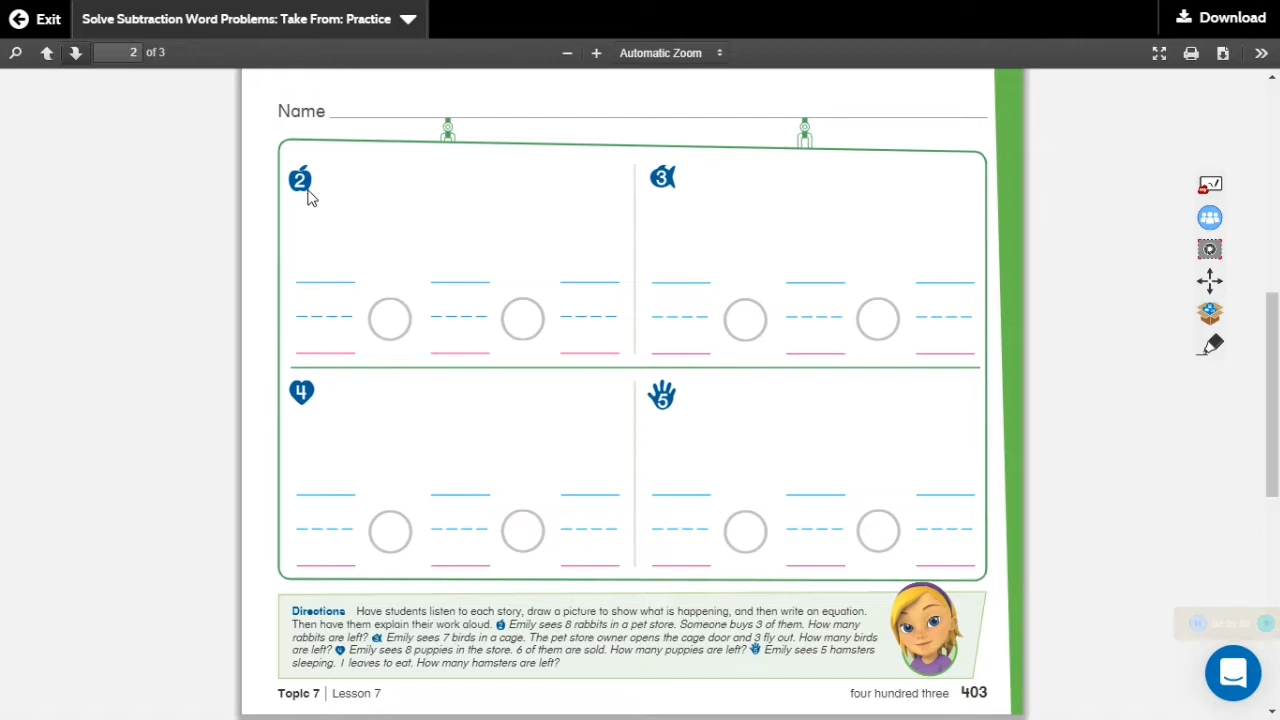 Exit
Solve Subtraction Word Problems: Take From: Practice
Download
2 of 3
Automatic Zoom
Name
2
3
4
5
Directions Have students listen to each story, draw a picture to show what is happening, and then write an equation.
Then have them explain their work aloud. 2 Emily sees 8 rabbits in a pet store. Someone buys 3 of them. How many
rabbits are left? 3 Emily sees 7 birds in a cage. The pet store owner opens the cage door and 3 fly out. How many birds
are left? 4 Emily sees 8 puppies in the store. 6 of them are sold. How many puppies are left? 5 Emily sees 5 hamsters
sleeping. 1 leaves to eat. How many hamsters are left?
Topic 7 | Lesson 7
four hundred three 403